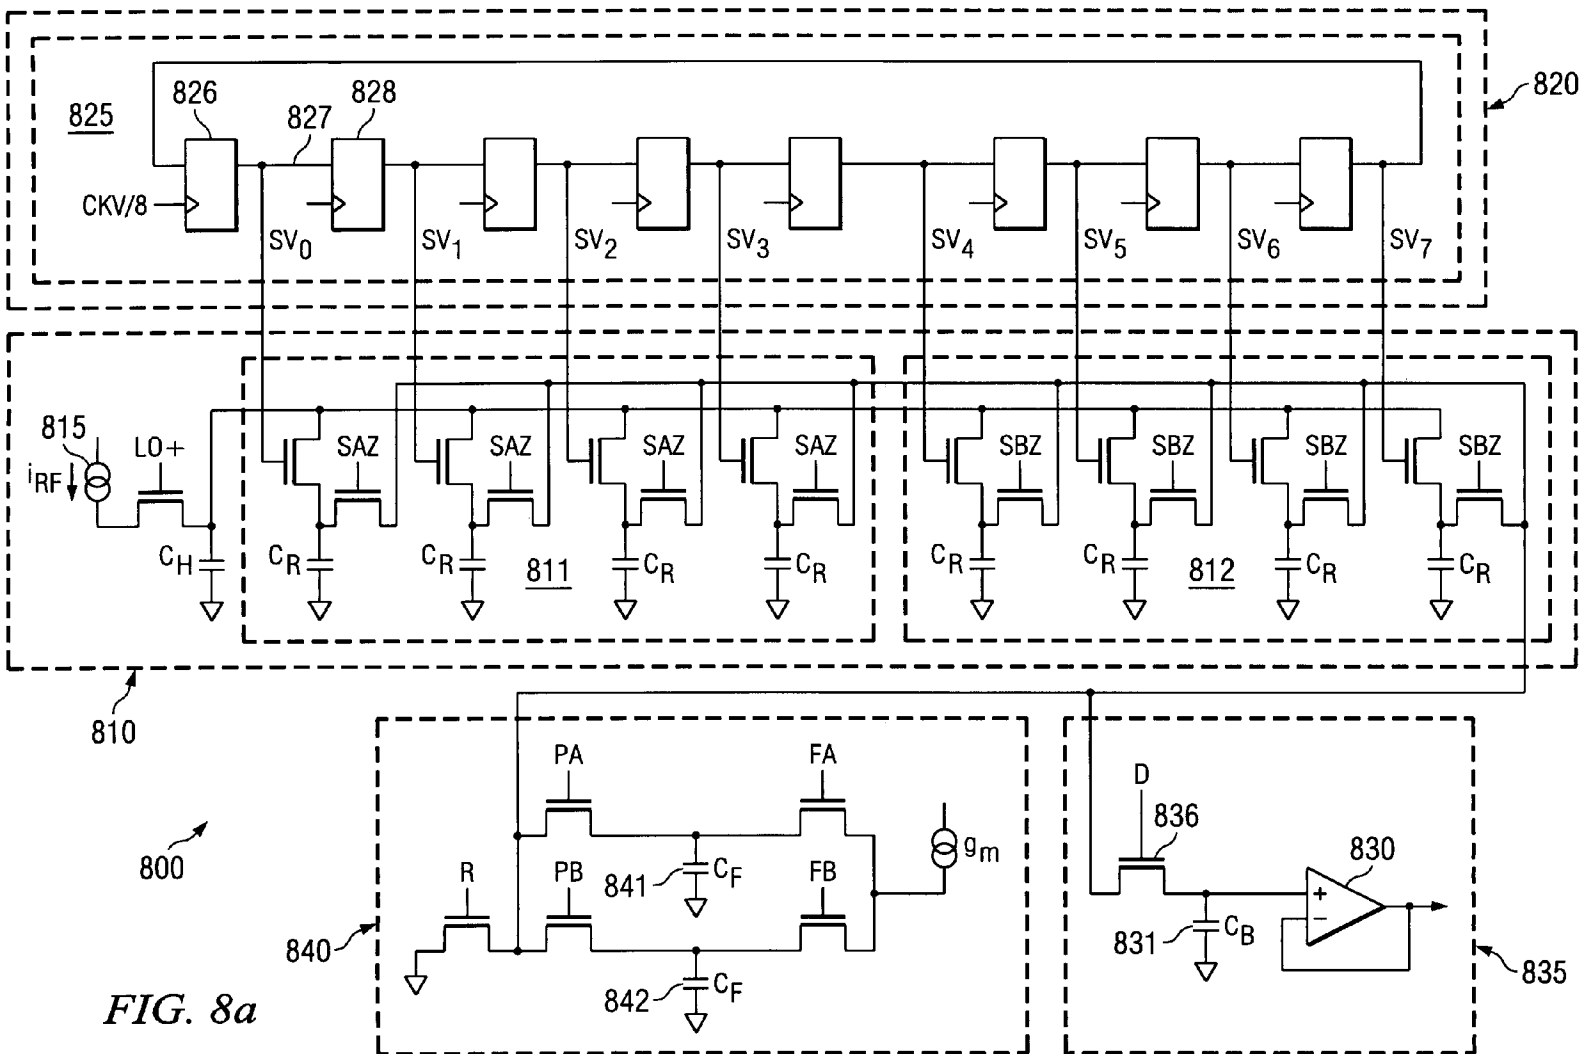 826
828
827
820
825
CKV/8
SV0
SV1
SV2
SV3
SV4
SV5
SV6
SV7
815
LO+
iRF
SAZ
SAZ
SAZ
SAZ
SBZ
SBZ
SBZ
SBZ
CH
CR
CR
811
CR
CR
CR
CR
812
CR
CR
810
PA
FA
D
836
gm
830
800
841
CF
R
PB
FB
+
−
831
CB
840
842
CF
835
FIG. 8a